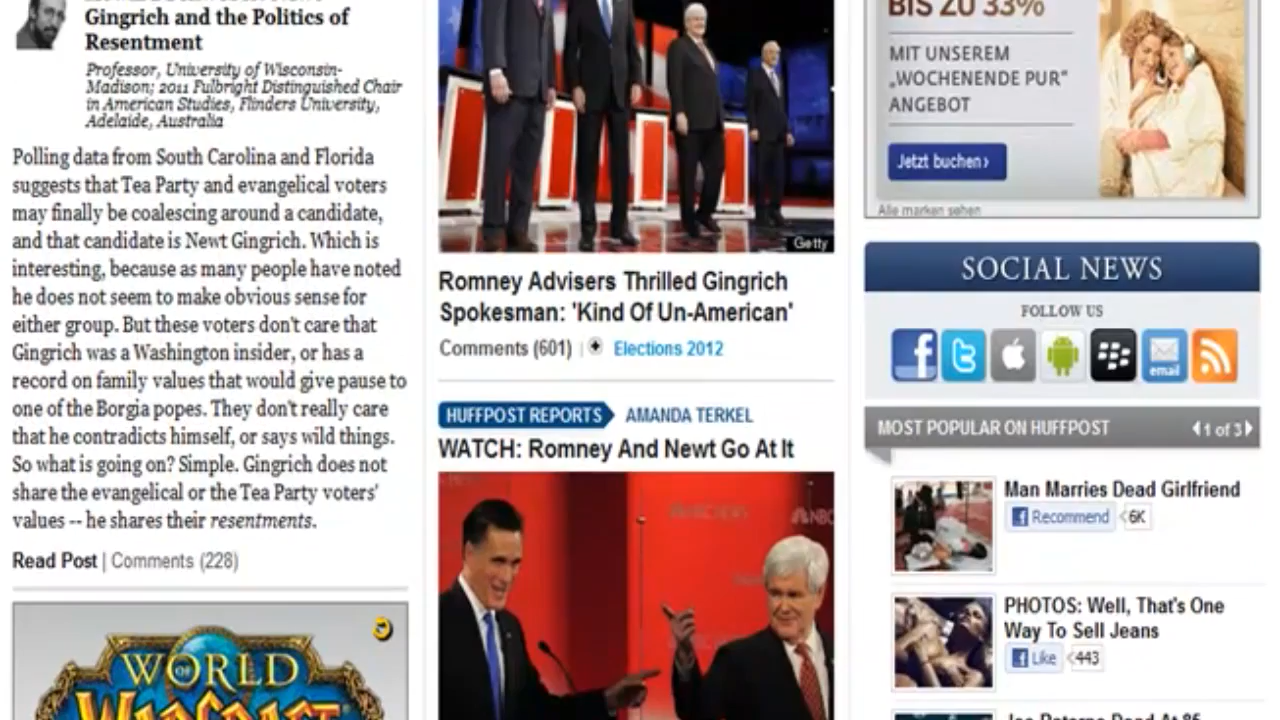 Gingrich and the Politics of
Resentment
Professor, University of Wisconsin-
Madison; 2011 Fulbright Distinguished Chair
in American Studies, Flinders University,
Adelaide, Australia
Polling data from South Carolina and Florida
suggests that Tea Party and evangelical voters
may finally be coalescing around a candidate,
and that candidate is Newt Gingrich. Which is
interesting, because as many people have noted
he does not seem to make obvious sense for
either group. But these voters don't care that
Gingrich was a Washington insider, or has a
record on family values that would give pause to
one of the Borgia popes. They don't really care
that he contradicts himself, or says wild things.
So what is going on? Simple. Gingrich does not
share the evangelical or the Tea Party voters'
values -- he shares their resentments.
Read Post | Comments (228)
WORLD
OF
WARCRAFT
Getty
Romney Advisers Thrilled Gingrich
Spokesman: 'Kind Of Un-American'
Comments (601) | Elections 2012
HUFFPOST REPORTS AMANDA TERKEL
WATCH: Romney And Newt Go At It
NBC
BIS ZU 33%
MIT UNSEREM
„WOCHENENDE PUR"
ANGEBOT
Jetzt buchen ›
Alle marken sehen
SOCIAL NEWS
FOLLOW US
email
MOST POPULAR ON HUFFPOST 1 of 3
Man Marries Dead Girlfriend
Recommend 6K
PHOTOS: Well, That's One
Way To Sell Jeans
Like 443
Joe Paterno Dead At 85